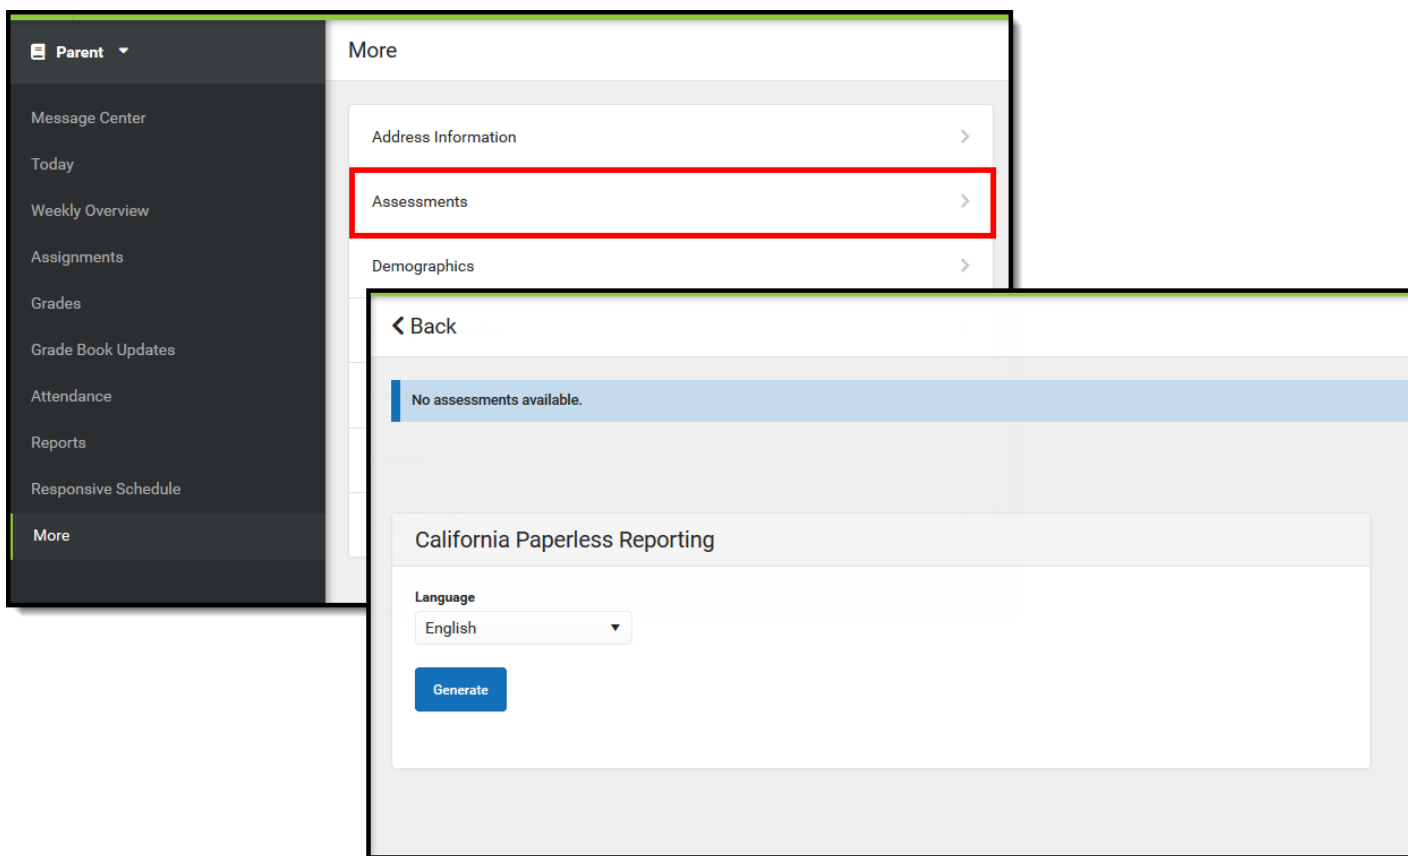 Parent
Message Center
Today
Weekly Overview
Assignments
Grades
Grade Book Updates
Attendance
Reports
Responsive Schedule
More
More
Address Information
Assessments
Demographics
Back
No assessments available.
California Paperless Reporting
Language
English
Generate